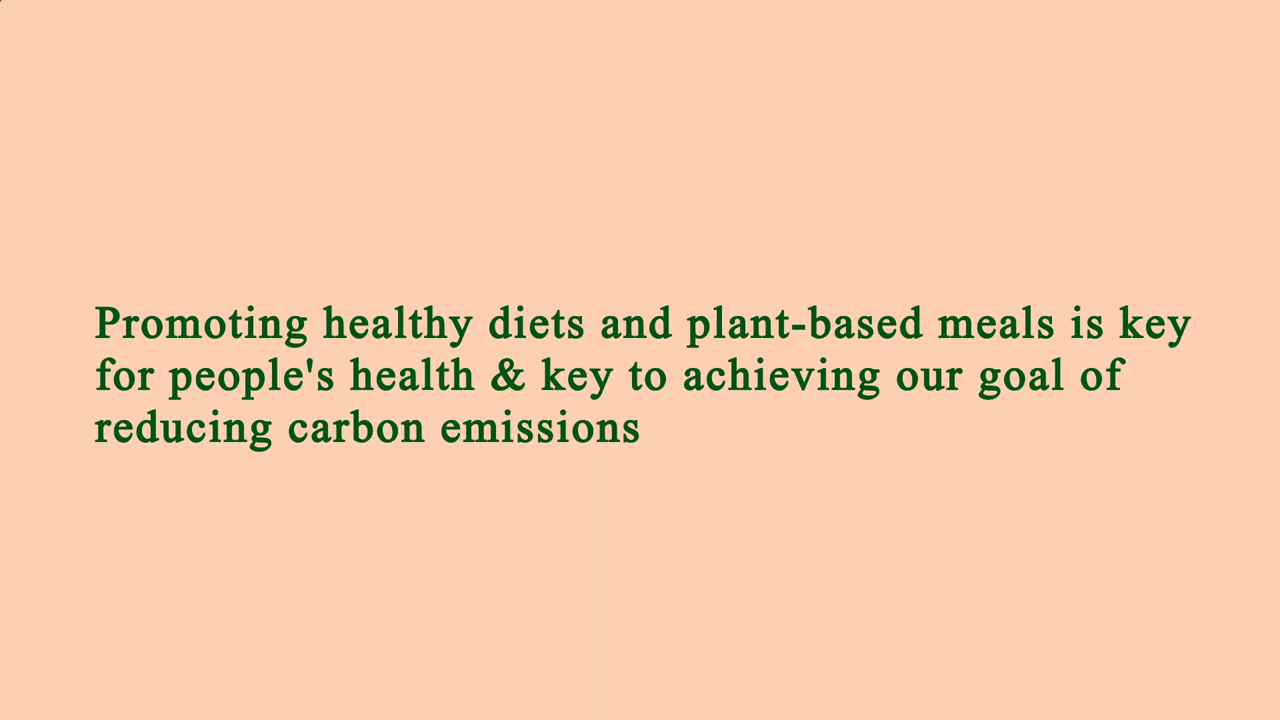 Promoting healthy diets and plant-based meals is key
for people's health & key to achieving our goal of
reducing carbon emissions